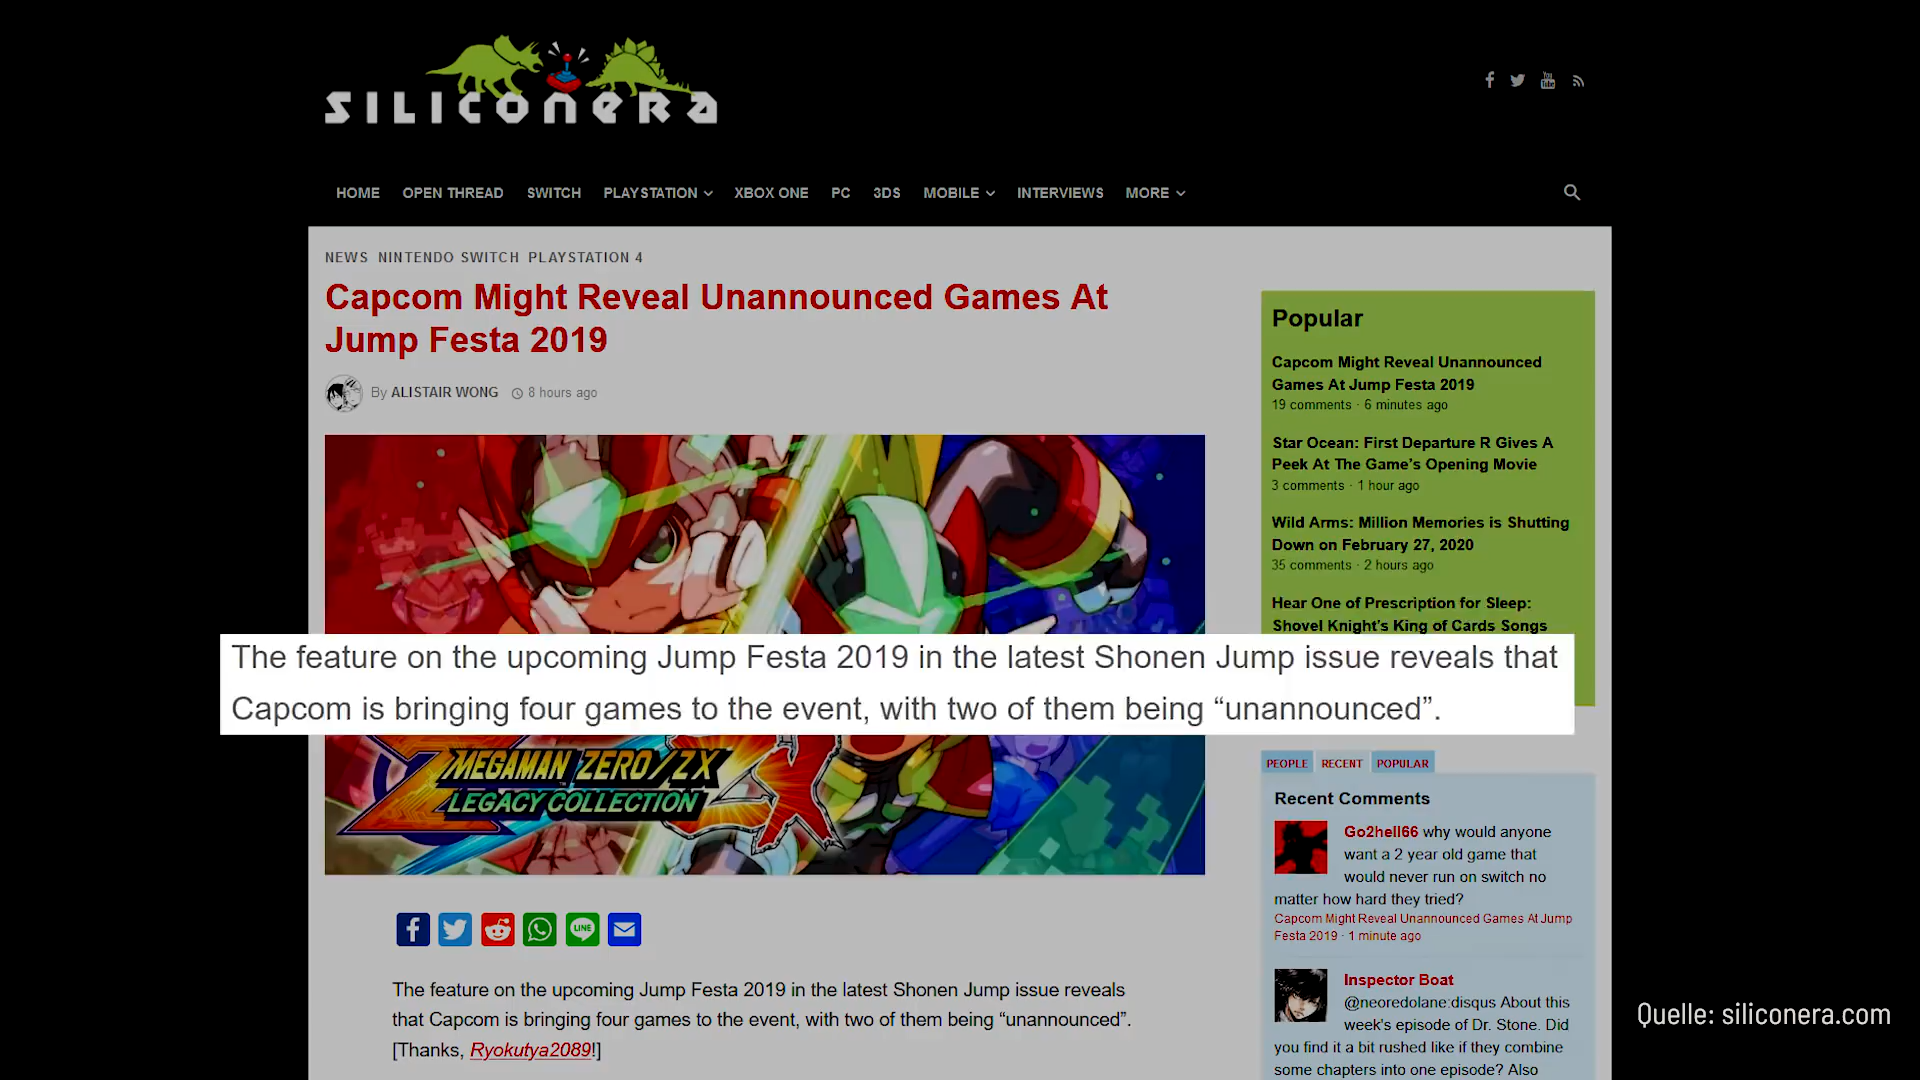 SILICONERA
HOME OPEN THREAD SWITCH PLAYSTATION XBOX ONE PC 3DS MOBILE INTERVIEWS MORE
NEWS NINTENDO SWITCH PLAYSTATION 4
Capcom Might Reveal Unannounced Games At
Jump Festa 2019
By ALISTAIR WONG 8 hours ago
Popular
Capcom Might Reveal Unannounced
Games At Jump Festa 2019
19 comments · 6 minutes ago
Star Ocean: First Departure R Gives A
Peek At The Game's Opening Movie
3 comments · 1 hour ago
Wild Arms: Million Memories is Shutting
Down on February 27, 2020
35 comments · 2 hours ago
Hear One of Prescription for Sleep:
Shovel Knight's King of Cards Songs
The feature on the upcoming Jump Festa 2019 in the latest Shonen Jump issue reveals that
Capcom is bringing four games to the event, with two of them being “unannounced”.
MEGAMAN ZERO/ZX
LEGACY COLLECTION
The feature on the upcoming Jump Festa 2019 in the latest Shonen Jump issue reveals
that Capcom is bringing four games to the event, with two of them being “unannounced”.
[Thanks, Ryokutya2089!]
PEOPLE RECENT POPULAR
Recent Comments
Go2hell66 why would anyone
want a 2 year old game that
would never run on switch no
matter how hard they tried?
Capcom Might Reveal Unannounced Games At Jump
Festa 2019 · 1 minute ago
Inspector Boat
@neoredolane:disqus About this
week's episode of Dr. Stone. Did
you find it a bit rushed like if they combine
some chapters into one episode? Also
Quelle: siliconera.com